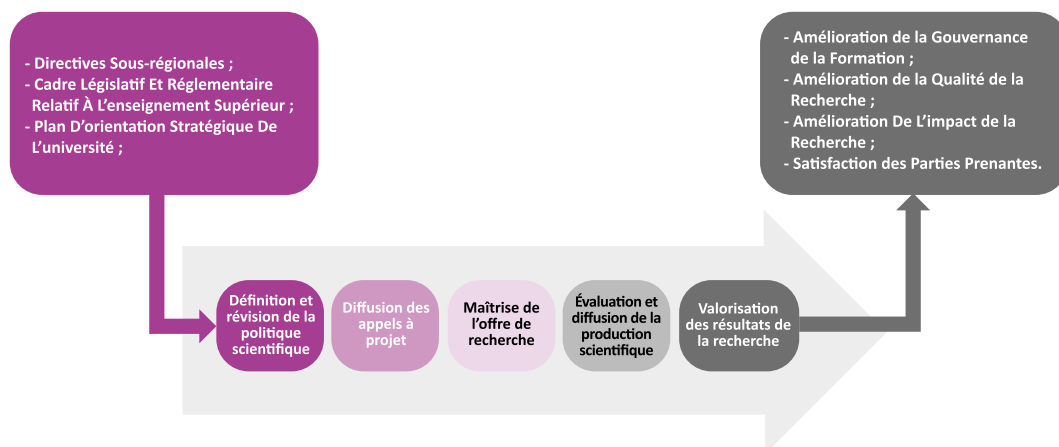 - Directives Sous-régionales ;
- Cadre Législatif Et Réglementaire
Relatif À L'enseignement Supérieur ;
- Plan D'orientation Stratégique De
L'université ;
- Amélioration de la Gouvernance
de la Formation ;
- Amélioration de la Qualité de la
Recherche ;
- Amélioration De L'impact de la
Recherche ;
- Satisfaction des Parties Prenantes.
Définition et
révision de la
politique
scientifique
Diffusion des
appels à
projet
Maîtrise de
l'offre de
recherche
Évaluation et
diffusion de la
production
scientifique
Valorisation
des résultats de
la recherche